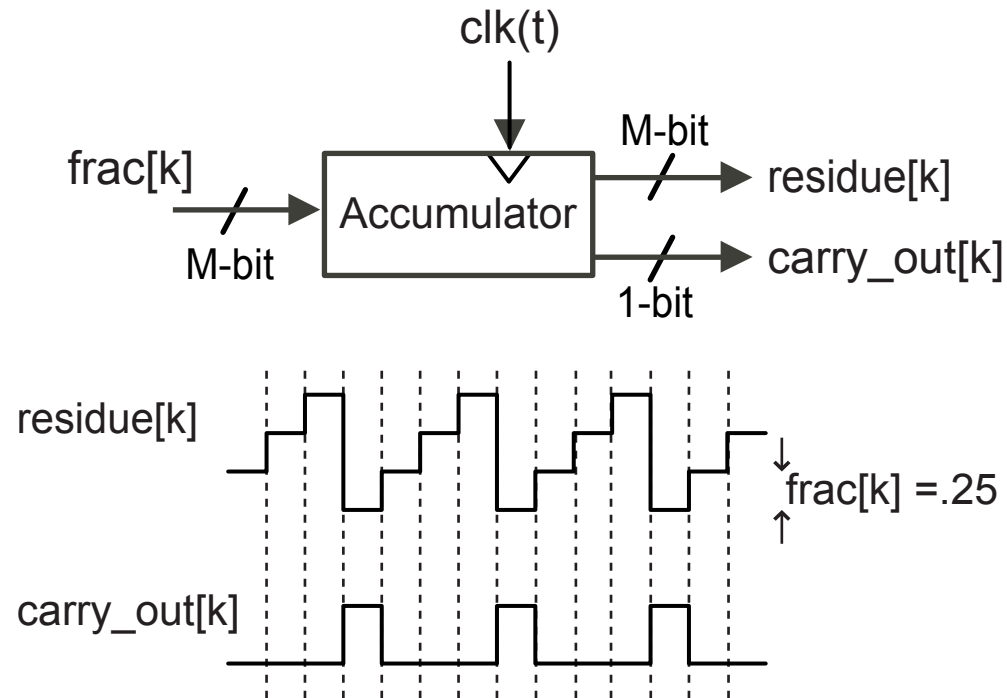 clk(t)
M-bit
frac[k]
residue[k]
Accumulator
M-bit
carry_out[k]
1-bit
residue[k]
frac[k] =.25
carry_out[k]